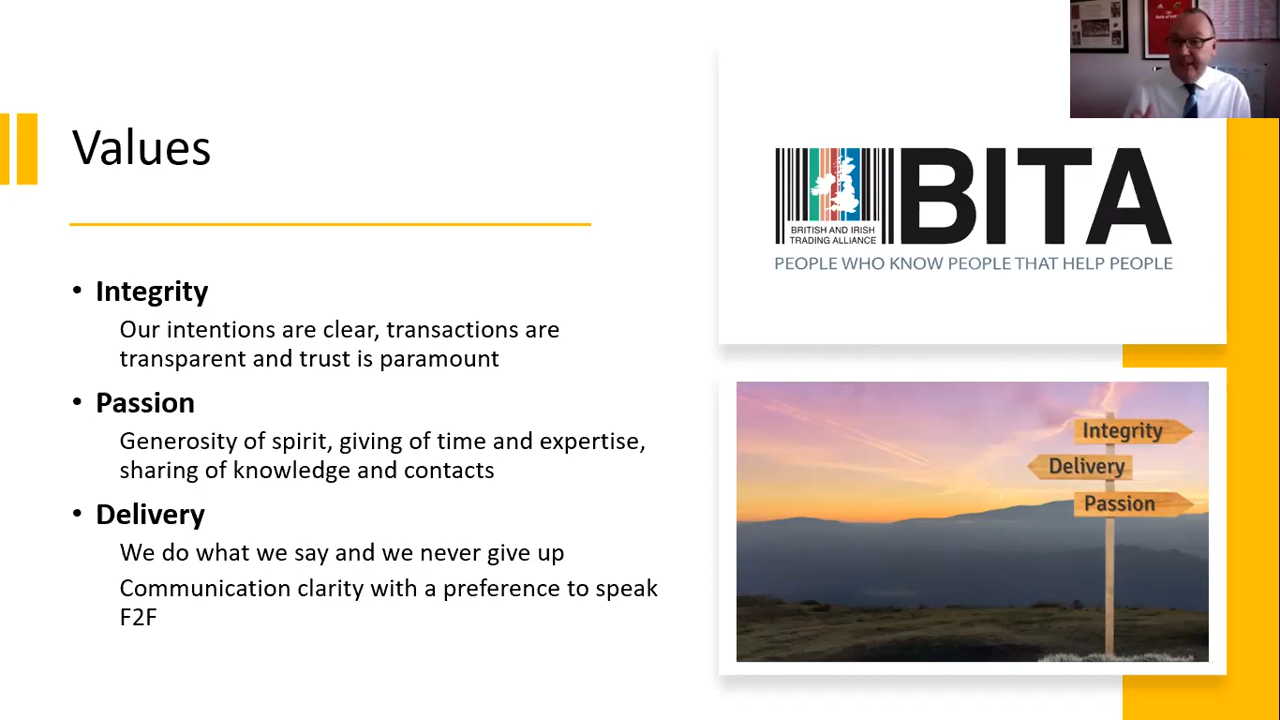 Values
• Integrity
Our intentions are clear, transactions are
transparent and trust is paramount
• Passion
Generosity of spirit, giving of time and expertise,
sharing of knowledge and contacts
• Delivery
We do what we say and we never give up
Communication clarity with a preference to speak
F2F
BRITISH AND IRISH
TRADING ALLIANCE
BITA
PEOPLE WHO KNOW PEOPLE THAT HELP PEOPLE
Integrity
Delivery
Passion